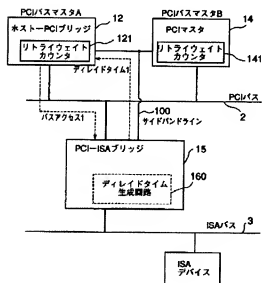 PCIバスマスタA
12
ホストーPCIブリッジ
リトライウェイト
カウンタ
121
PCIバスマスタB
14
PCIマスタ
リトライウェイト
カウンタ
141
ディレイドタイム1
PCIバス
2
バスアクセス1
100
サイドバンドライン
15
PCI-ISAブリッジ
160
ディレイドタイム
生成回路
ISAバス
3
ISA
デバイス